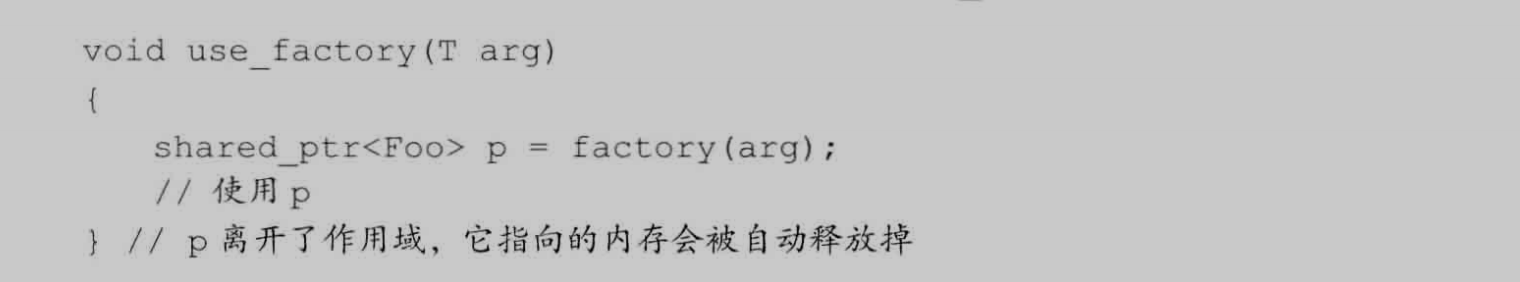 void use_factory(T arg)
{
    shared_ptr<Foo> p = factory(arg);
    // 使用 p
} // p 离开了作用域，它指向的内存会被自动释放掉